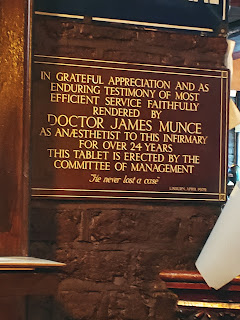 IN GRATEFUL APPRECIATION AND AS
ENDURING TESTIMONY OF MOST
EFFICIENT SERVICE FAITHFULLY
RENDERED BY
DOCTOR JAMES MUNCE
AS ANÆSTHETIST TO THIS INFIRMARY
FOR OVER 24 YEARS
THIS TABLET IS ERECTED BY THE
COMMITTEE OF MANAGEMENT
He never lost a case